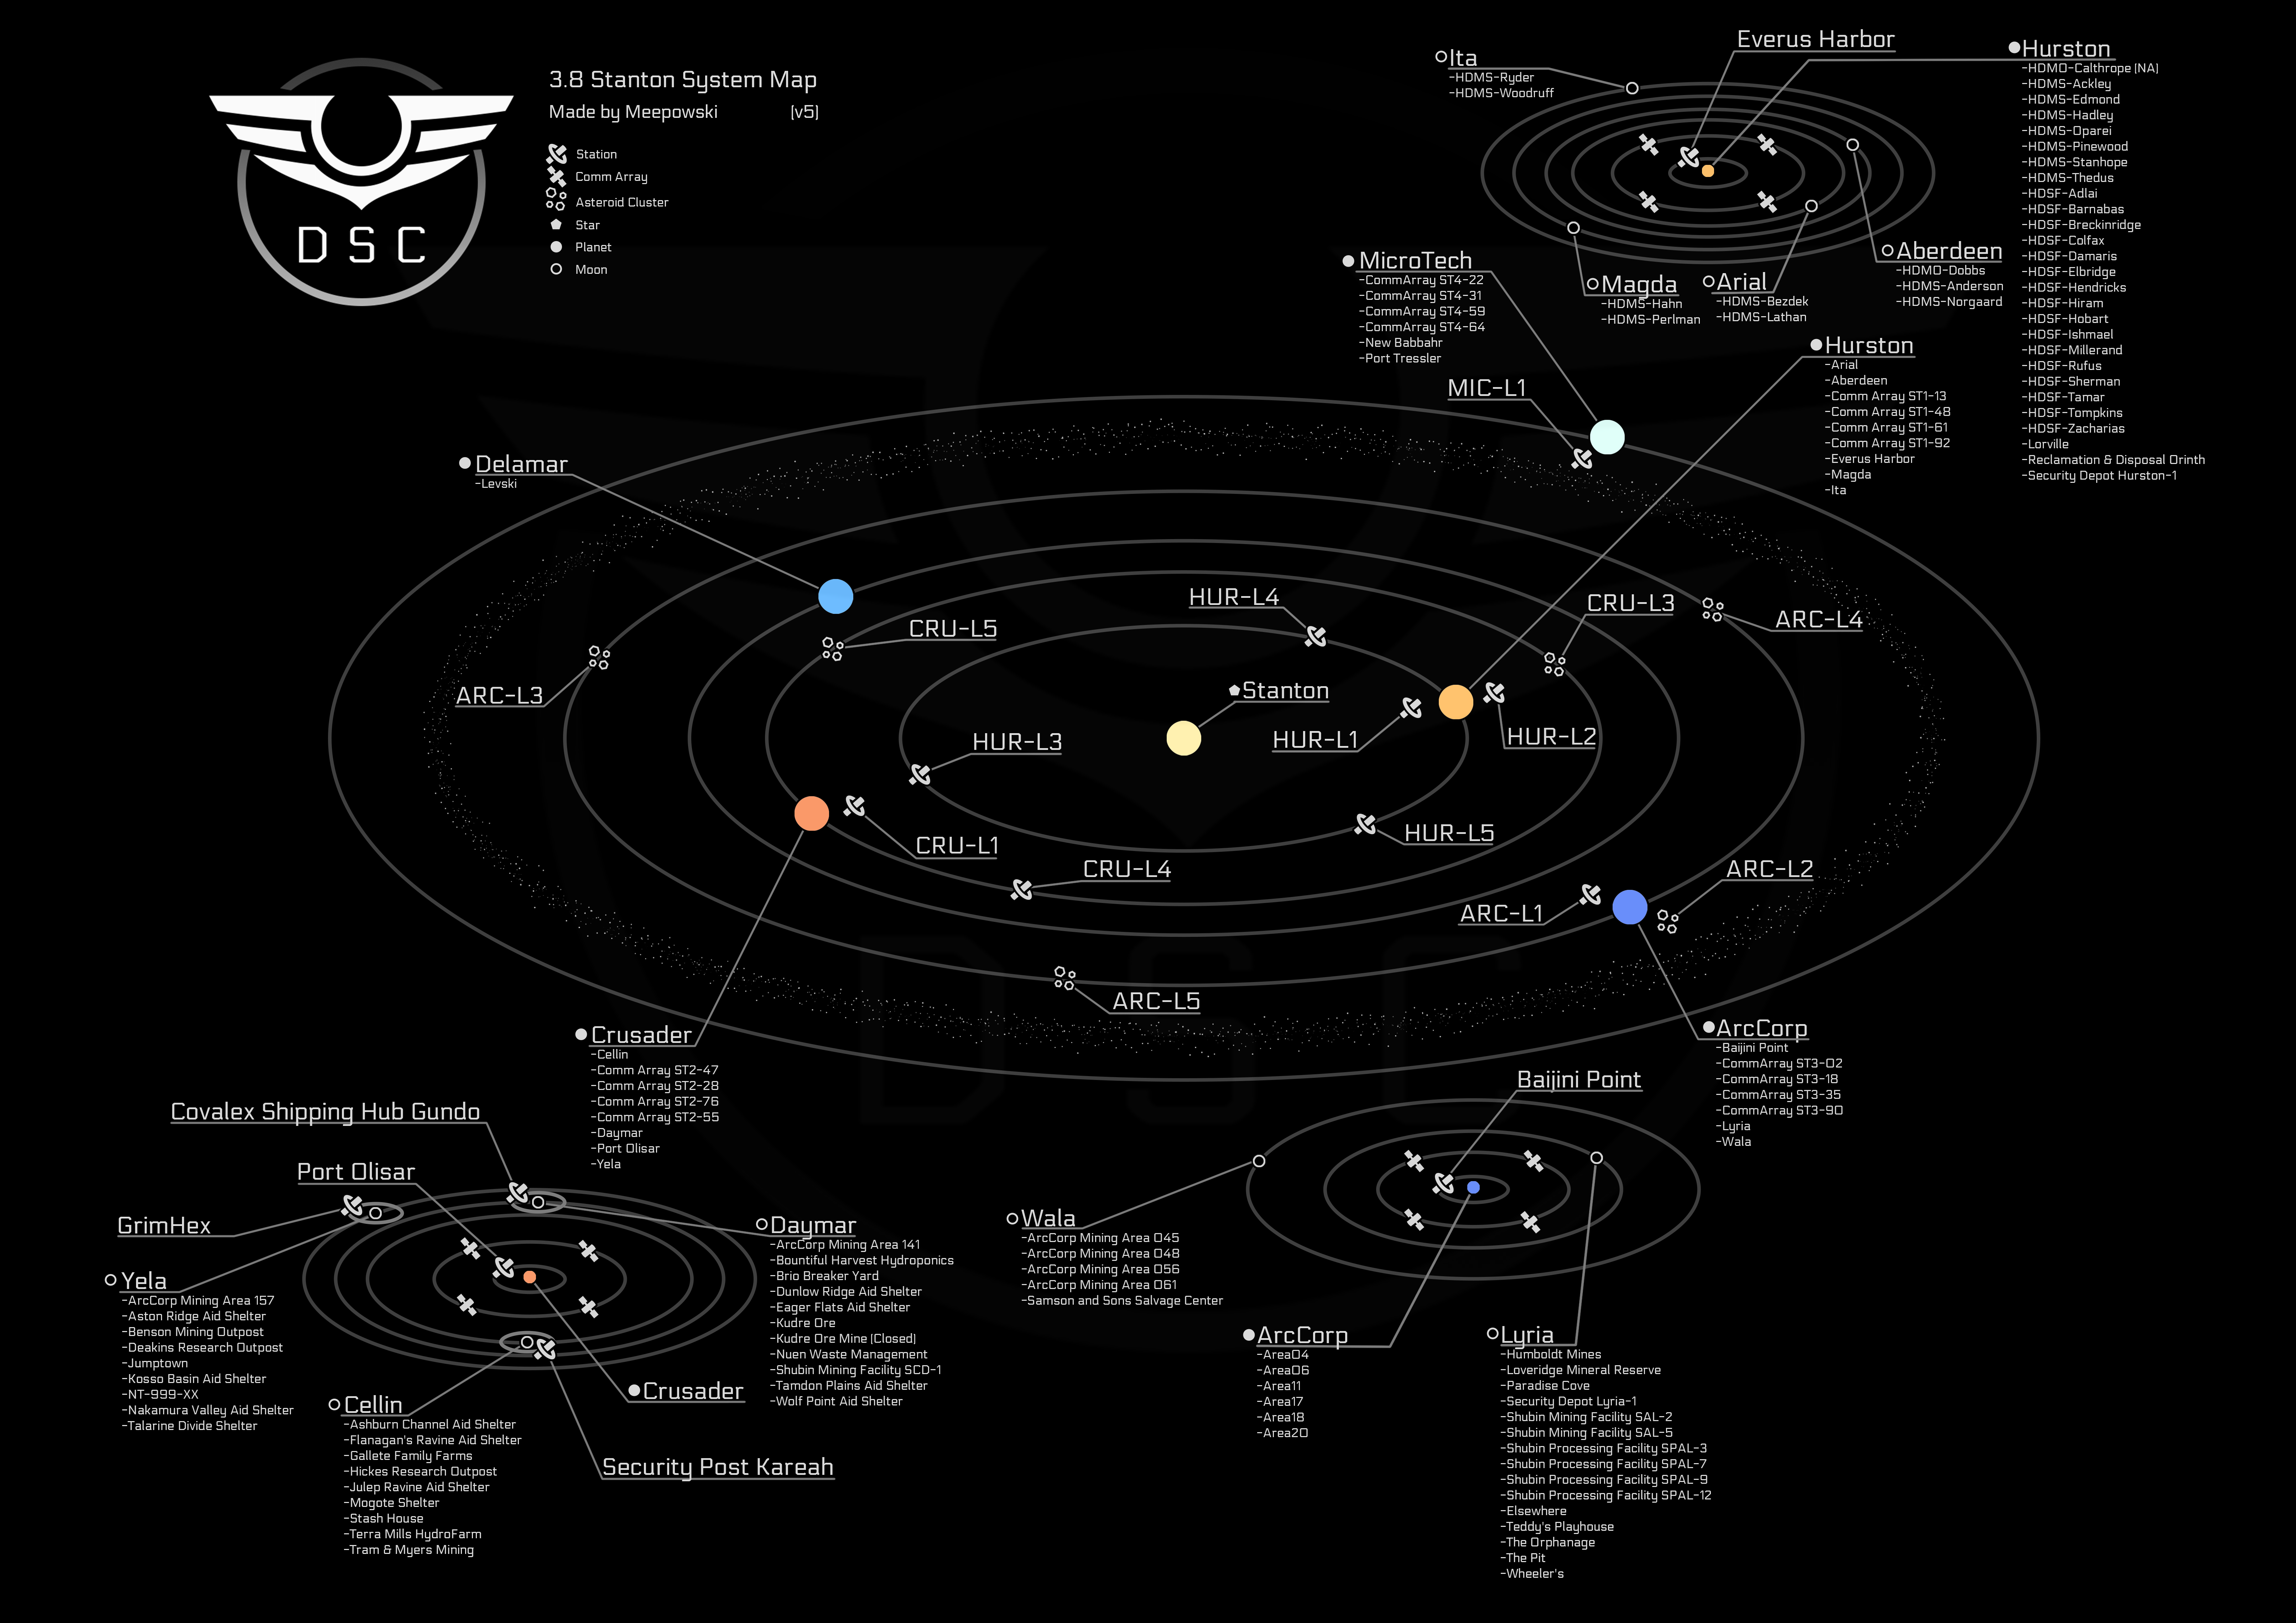 3.8 Stanton System Map
Made by Meepowski (v5)
DSC
Station
Comm Array
Asteroid Cluster
Star
Planet
Moon
Ita
-HDMS-Ryder
-HDMS-Woodruff
Everus Harbor
Hurston
-HDMO-Calthrope (NA)
-HDMS-Ackley
-HDMS-Edmond
-HDMS-Hadley
-HDMS-Oparei
-HDMS-Pinewood
-HDMS-Stanhope
-HDMS-Thedus
-HDSF-Adlai
-HDSF-Barnabas
-HDSF-Breckinridge
-HDSF-Colfax
-HDSF-Damaris
-HDSF-Elbridge
-HDSF-Hendricks
-HDSF-Hiram
-HDSF-Hobart
-HDSF-Ishmael
-HDSF-Millerand
-HDSF-Rufus
-HDSF-Sherman
-HDSF-Tamar
-HDSF-Tompkins
-HDSF-Zacharias
-Lorville
-Reclamation & Disposal Orinth
-Security Depot Hurston-1
Aberdeen
-HDMO-Dobbs
-HDMS-Anderson
-HDMS-Norgaard
Magda
-HDMS-Hahn
-HDMS-Perlman
Arial
-HDMS-Bezdek
-HDMS-Lathan
MicroTech
-CommArray ST4-22
-CommArray ST4-31
-CommArray ST4-59
-CommArray ST4-64
-New Babbahr
-Port Tressler
MIC-L1
Hurston
-Arial
-Aberdeen
-Comm Array ST1-13
-Comm Array ST1-48
-Comm Array ST1-61
-Comm Array ST1-92
-Everus Harbor
-Magda
-Ita
Delamar
-Levski
HUR-L4
CRU-L3
ARC-L4
CRU-L5
ARC-L3
Stanton
HUR-L1
HUR-L2
HUR-L3
HUR-L5
CRU-L1
CRU-L4
ARC-L2
ARC-L1
ARC-L5
Crusader
-Cellin
-Comm Array ST2-47
-Comm Array ST2-28
-Comm Array ST2-76
-Comm Array ST2-55
-Daymar
-Port Olisar
-Yela
ArcCorp
-Baijini Point
-CommArray ST3-02
-CommArray ST3-18
-CommArray ST3-35
-CommArray ST3-90
-Lyria
-Wala
Covalex Shipping Hub Gundo
Port Olisar
GrimHex
Yela
-ArcCorp Mining Area 157
-Aston Ridge Aid Shelter
-Benson Mining Outpost
-Deakins Research Outpost
-Jumptown
-Kosso Basin Aid Shelter
-NT-999-XX
-Nakamura Valley Aid Shelter
-Talarine Divide Shelter
Cellin
-Ashburn Channel Aid Shelter
-Flanagan's Ravine Aid Shelter
-Gallete Family Farms
-Hickes Research Outpost
-Julep Ravine Aid Shelter
-Mogote Shelter
-Stash House
-Terra Mills HydroFarm
-Tram & Myers Mining
Daymar
-ArcCorp Mining Area 141
-Bountiful Harvest Hydroponics
-Brio Breaker Yard
-Dunlow Ridge Aid Shelter
-Eager Flats Aid Shelter
-Kudre Ore
-Kudre Ore Mine (Closed)
-Nuen Waste Management
-Shubin Mining Facility SCD-1
-Tamdon Plains Aid Shelter
-Wolf Point Aid Shelter
Crusader
Security Post Kareah
Baijini Point
Wala
-ArcCorp Mining Area 045
-ArcCorp Mining Area 048
-ArcCorp Mining Area 056
-ArcCorp Mining Area 061
-Samson and Sons Salvage Center
ArcCorp
-Area04
-Area06
-Area11
-Area17
-Area18
-Area20
Lyria
-Humboldt Mines
-Loveridge Mineral Reserve
-Paradise Cove
-Security Depot Lyria-1
-Shubin Mining Facility SAL-2
-Shubin Mining Facility SAL-5
-Shubin Processing Facility SPAL-3
-Shubin Processing Facility SPAL-7
-Shubin Processing Facility SPAL-9
-Shubin Processing Facility SPAL-12
-Elsewhere
-Teddy's Playhouse
-The Orphanage
-The Pit
-Wheeler's
DSC